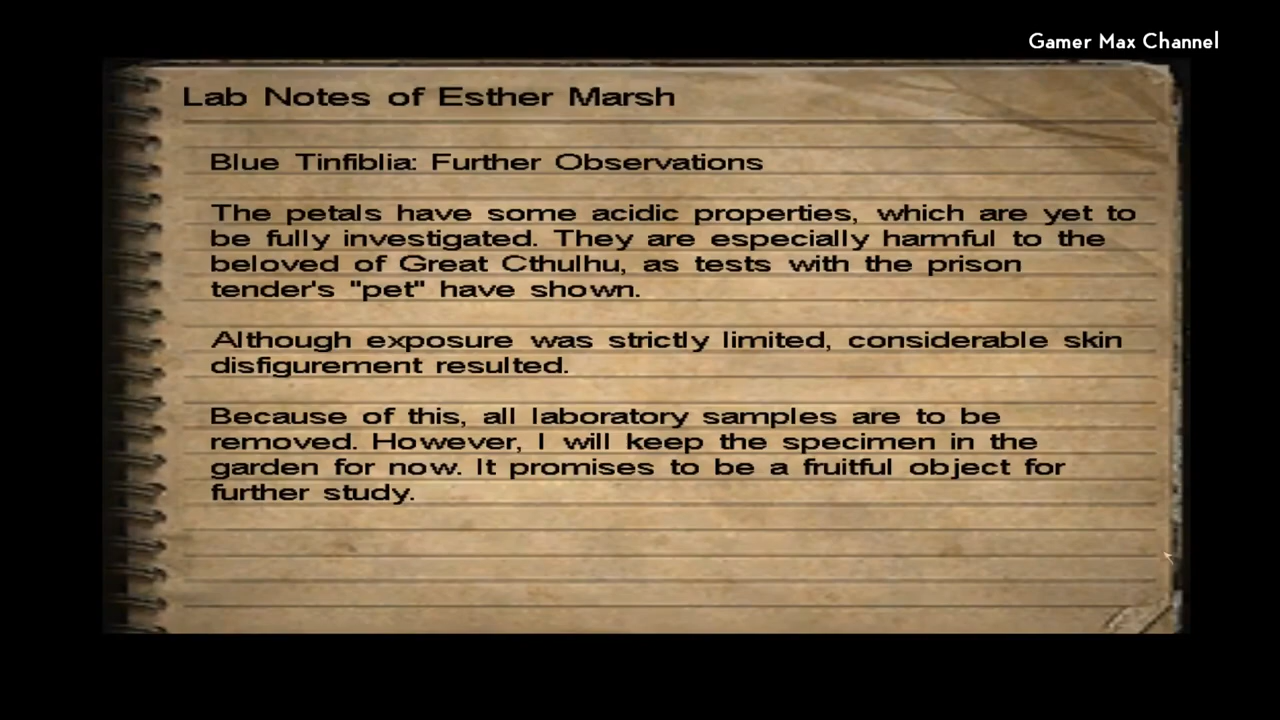 Gamer Max Channel
Lab Notes of Esther Marsh
Blue Tinfiblia: Further Observations
The petals have some acidic properties, which are yet to
be fully investigated. They are especially harmful to the
beloved of Great Cthulhu, as tests with the prison
tender's "pet" have shown.
Although exposure was strictly limited, considerable skin
disfigurement resulted.
Because of this, all laboratory samples are to be
removed. However, I will keep the specimen in the
garden for now. It promises to be a fruitful object for
further study.